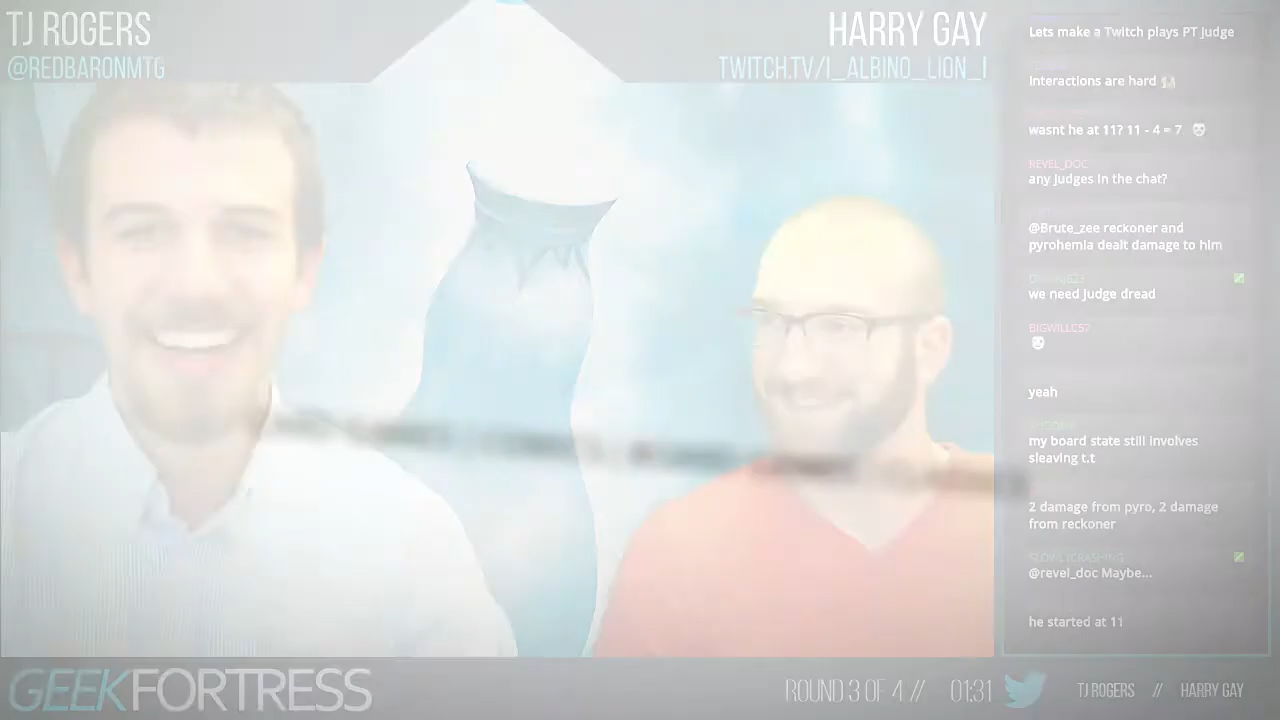 TJ ROGERS
@REDBARONMTG
HARRY GAY
TWITCH.TV/I_ALBINO_LION_I
Lets make a Twitch plays PT Judge
Interactions are hard
wasnt he at 11? 11 - 4 = 7
REVEL_DOC
any judges in the chat?
@Brute_zee reckoner and
pyrohemia dealt damage to him
we need judge dread
BIGWILLC57
yeah
my board state still involves
sleaving t.t
2 damage from pyro, 2 damage
from reckoner
SLOWLYCRASHING
@revel_doc Maybe...
he started at 11
GEEKFORTRESS
ROUND 3 OF 4 // 01:31
TJ ROGERS // HARRY GAY